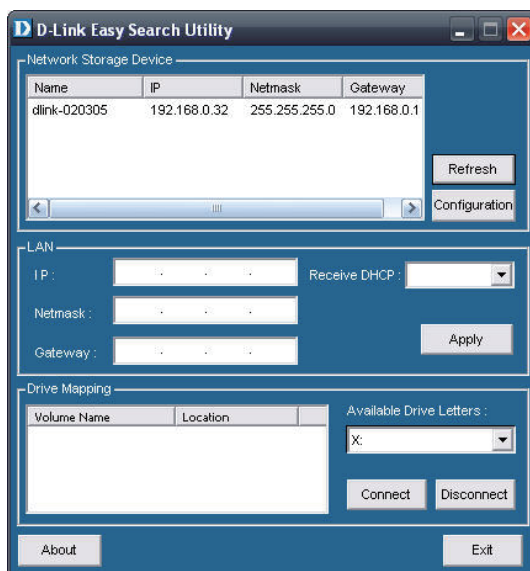 D-Link Easy Search Utility
Network Storage Device
Name IP Netmask Gateway
dlink-020305 192.168.0.32 255.255.255.0 192.168.0.1
Refresh
Configuration
LAN
IP : . . . Receive DHCP :
Netmask : . . .
Gateway : . . .
Apply
Drive Mapping
Volume Name Location Available Drive Letters :
X:
Connect Disconnect
About Exit